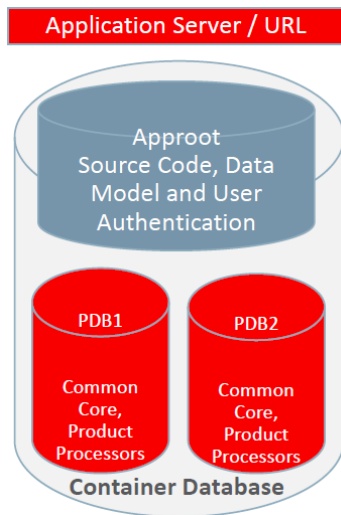 Application Server / URL
Approot
Source Code, Data
Model and User
Authentication
PDB1
Common
Core,
Product
Processors
PDB2
Common
Core,
Product
Processors
Container Database